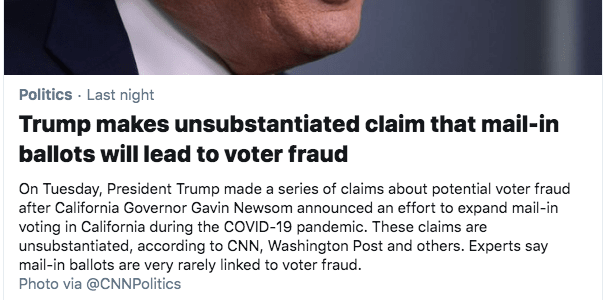 Politics · Last night
Trump makes unsubstantiated claim that mail-in
ballots will lead to voter fraud
On Tuesday, President Trump made a series of claims about potential voter fraud
after California Governor Gavin Newsom announced an effort to expand mail-in
voting in California during the COVID-19 pandemic. These claims are
unsubstantiated, according to CNN, Washington Post and others. Experts say
mail-in ballots are very rarely linked to voter fraud.
Photo via @CNNPolitics